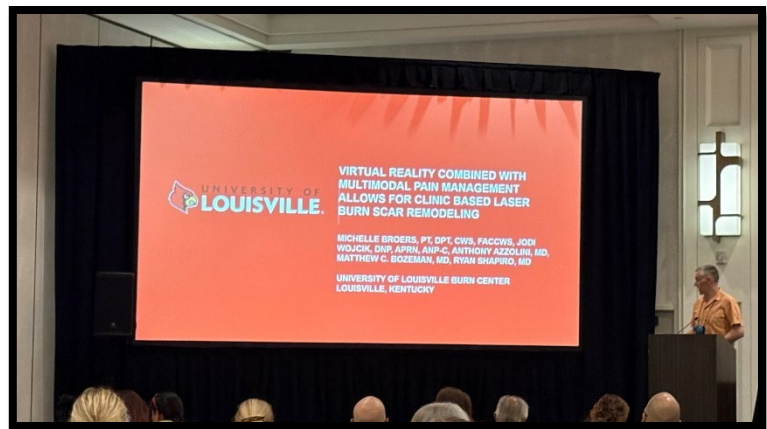 UNIVERSITY OF
LOUISVILLE.
VIRTUAL REALITY COMBINED WITH
MULTIMODAL PAIN MANAGEMENT
ALLOWS FOR CLINIC BASED LASER
BURN SCAR REMODELING
MICHELLE BROERS, PT, DPT, CWS, FACCWS, JODI
WOJCIK, DNP, APRN, ANP-C, ANTHONY AZZOLINI, MD,
MATTHEW C. BOZEMAN, MD, RYAN SHAPIRO, MD
UNIVERSITY OF LOUISVILLE BURN CENTER
LOUISVILLE, KENTUCKY